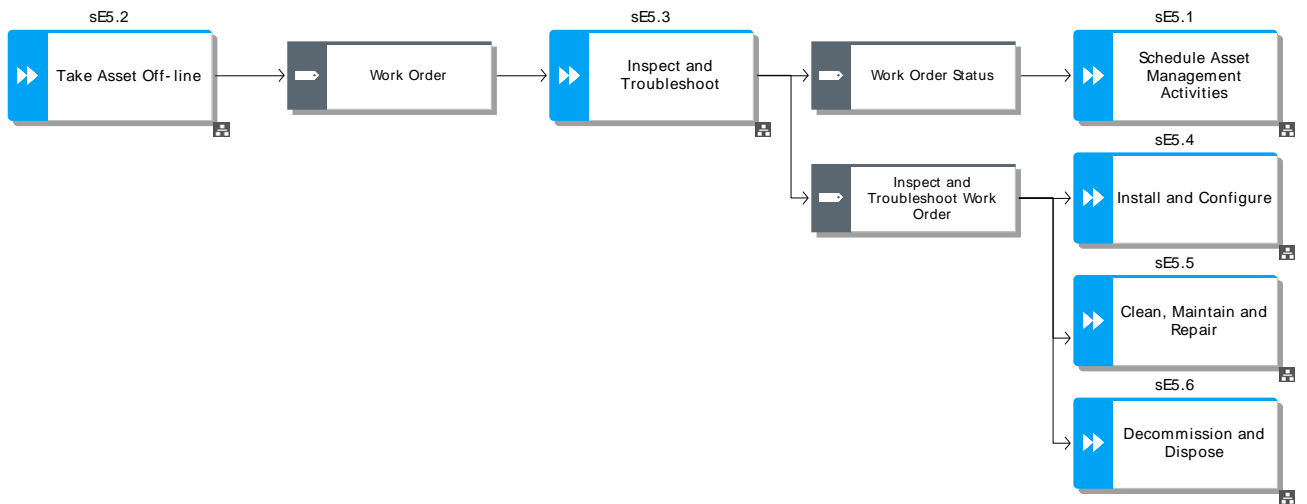 sE5.2
Take Asset Off-line
Work Order
sE5.3
Inspect and
Troubleshoot
Work Order Status
sE5.1
Schedule Asset
Management
Activities
Inspect and
Troubleshoot Work
Order
sE5.4
Install and Configure
sE5.5
Clean, Maintain and
Repair
sE5.6
Decommission and
Dispose